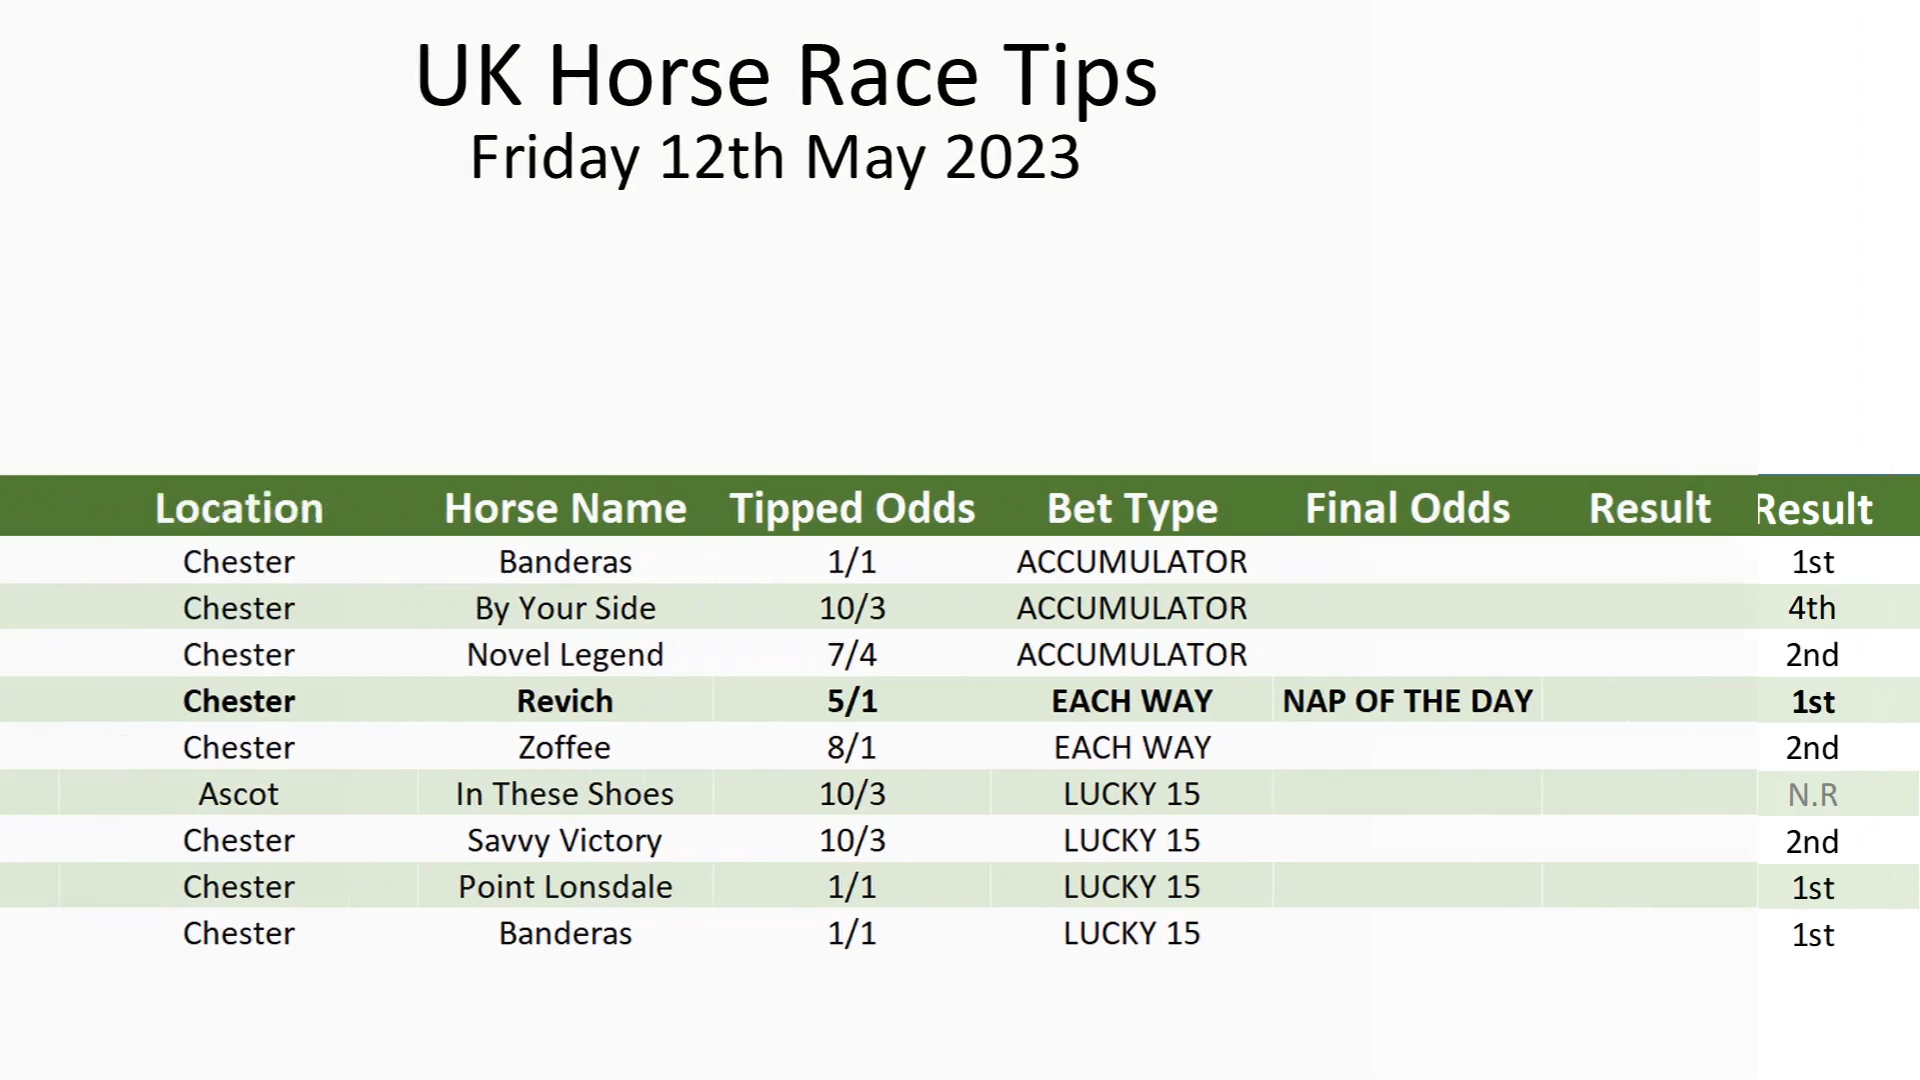 UK Horse Race Tips
Friday 12th May 2023
Location Horse Name Tipped Odds Bet Type Final Odds Result Result
Chester Banderas 1/1 ACCUMULATOR 1st
Chester By Your Side 10/3 ACCUMULATOR 4th
Chester Novel Legend 7/4 ACCUMULATOR 2nd
Chester Revich 5/1 EACH WAY NAP OF THE DAY 1st
Chester Zoffee 8/1 EACH WAY 2nd
Ascot In These Shoes 10/3 LUCKY 15 N.R
Chester Savvy Victory 10/3 LUCKY 15 2nd
Chester Point Lonsdale 1/1 LUCKY 15 1st
Chester Banderas 1/1 LUCKY 15 1st